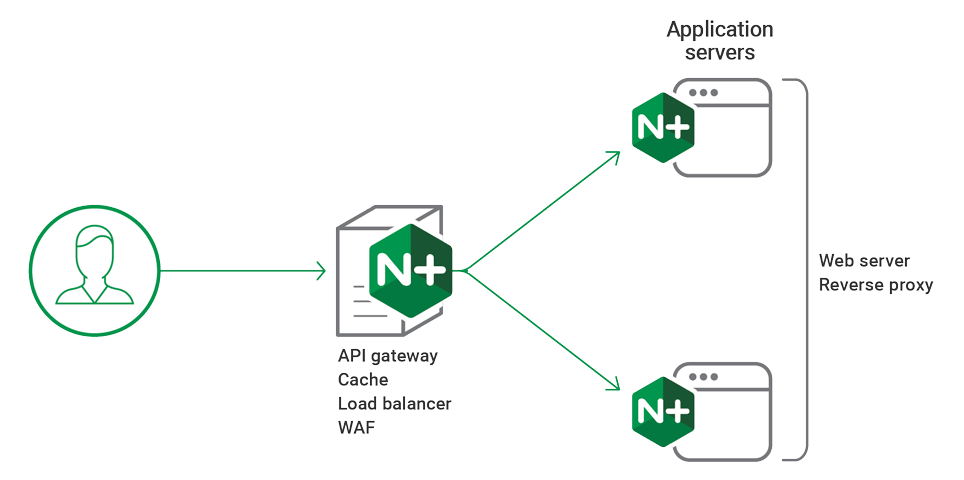 Application
servers
N+
N+
API gateway
Cache
Load balancer
WAF
Web server
Reverse proxy
N+